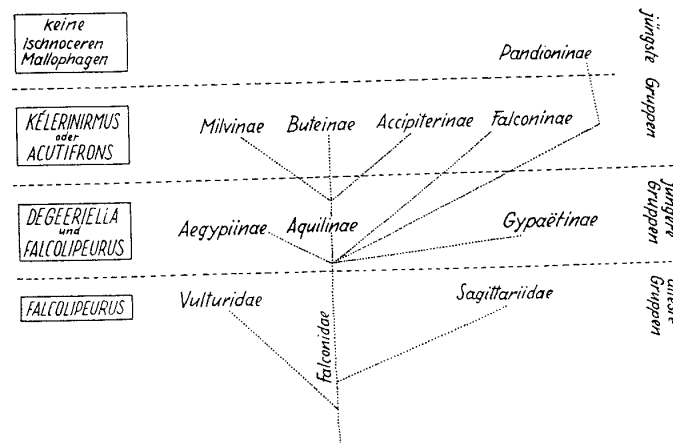 keine
ischnoceren
Mallophagen
Pandioninae
jüngste Gruppen
KÉLERINIRMUS
oder
ACUTIFRONS
Milvinae Buteinae Accipiterinae Falconinae
DEGEERIELLA
und
FALCOLIPEURUS
Aegypiinae Aquilinae Gypaëtinae
jüngere
Gruppen
FALCOLIPEURUS
Vulturidae Sagittariidae
Falconidae
älteste
Gruppen